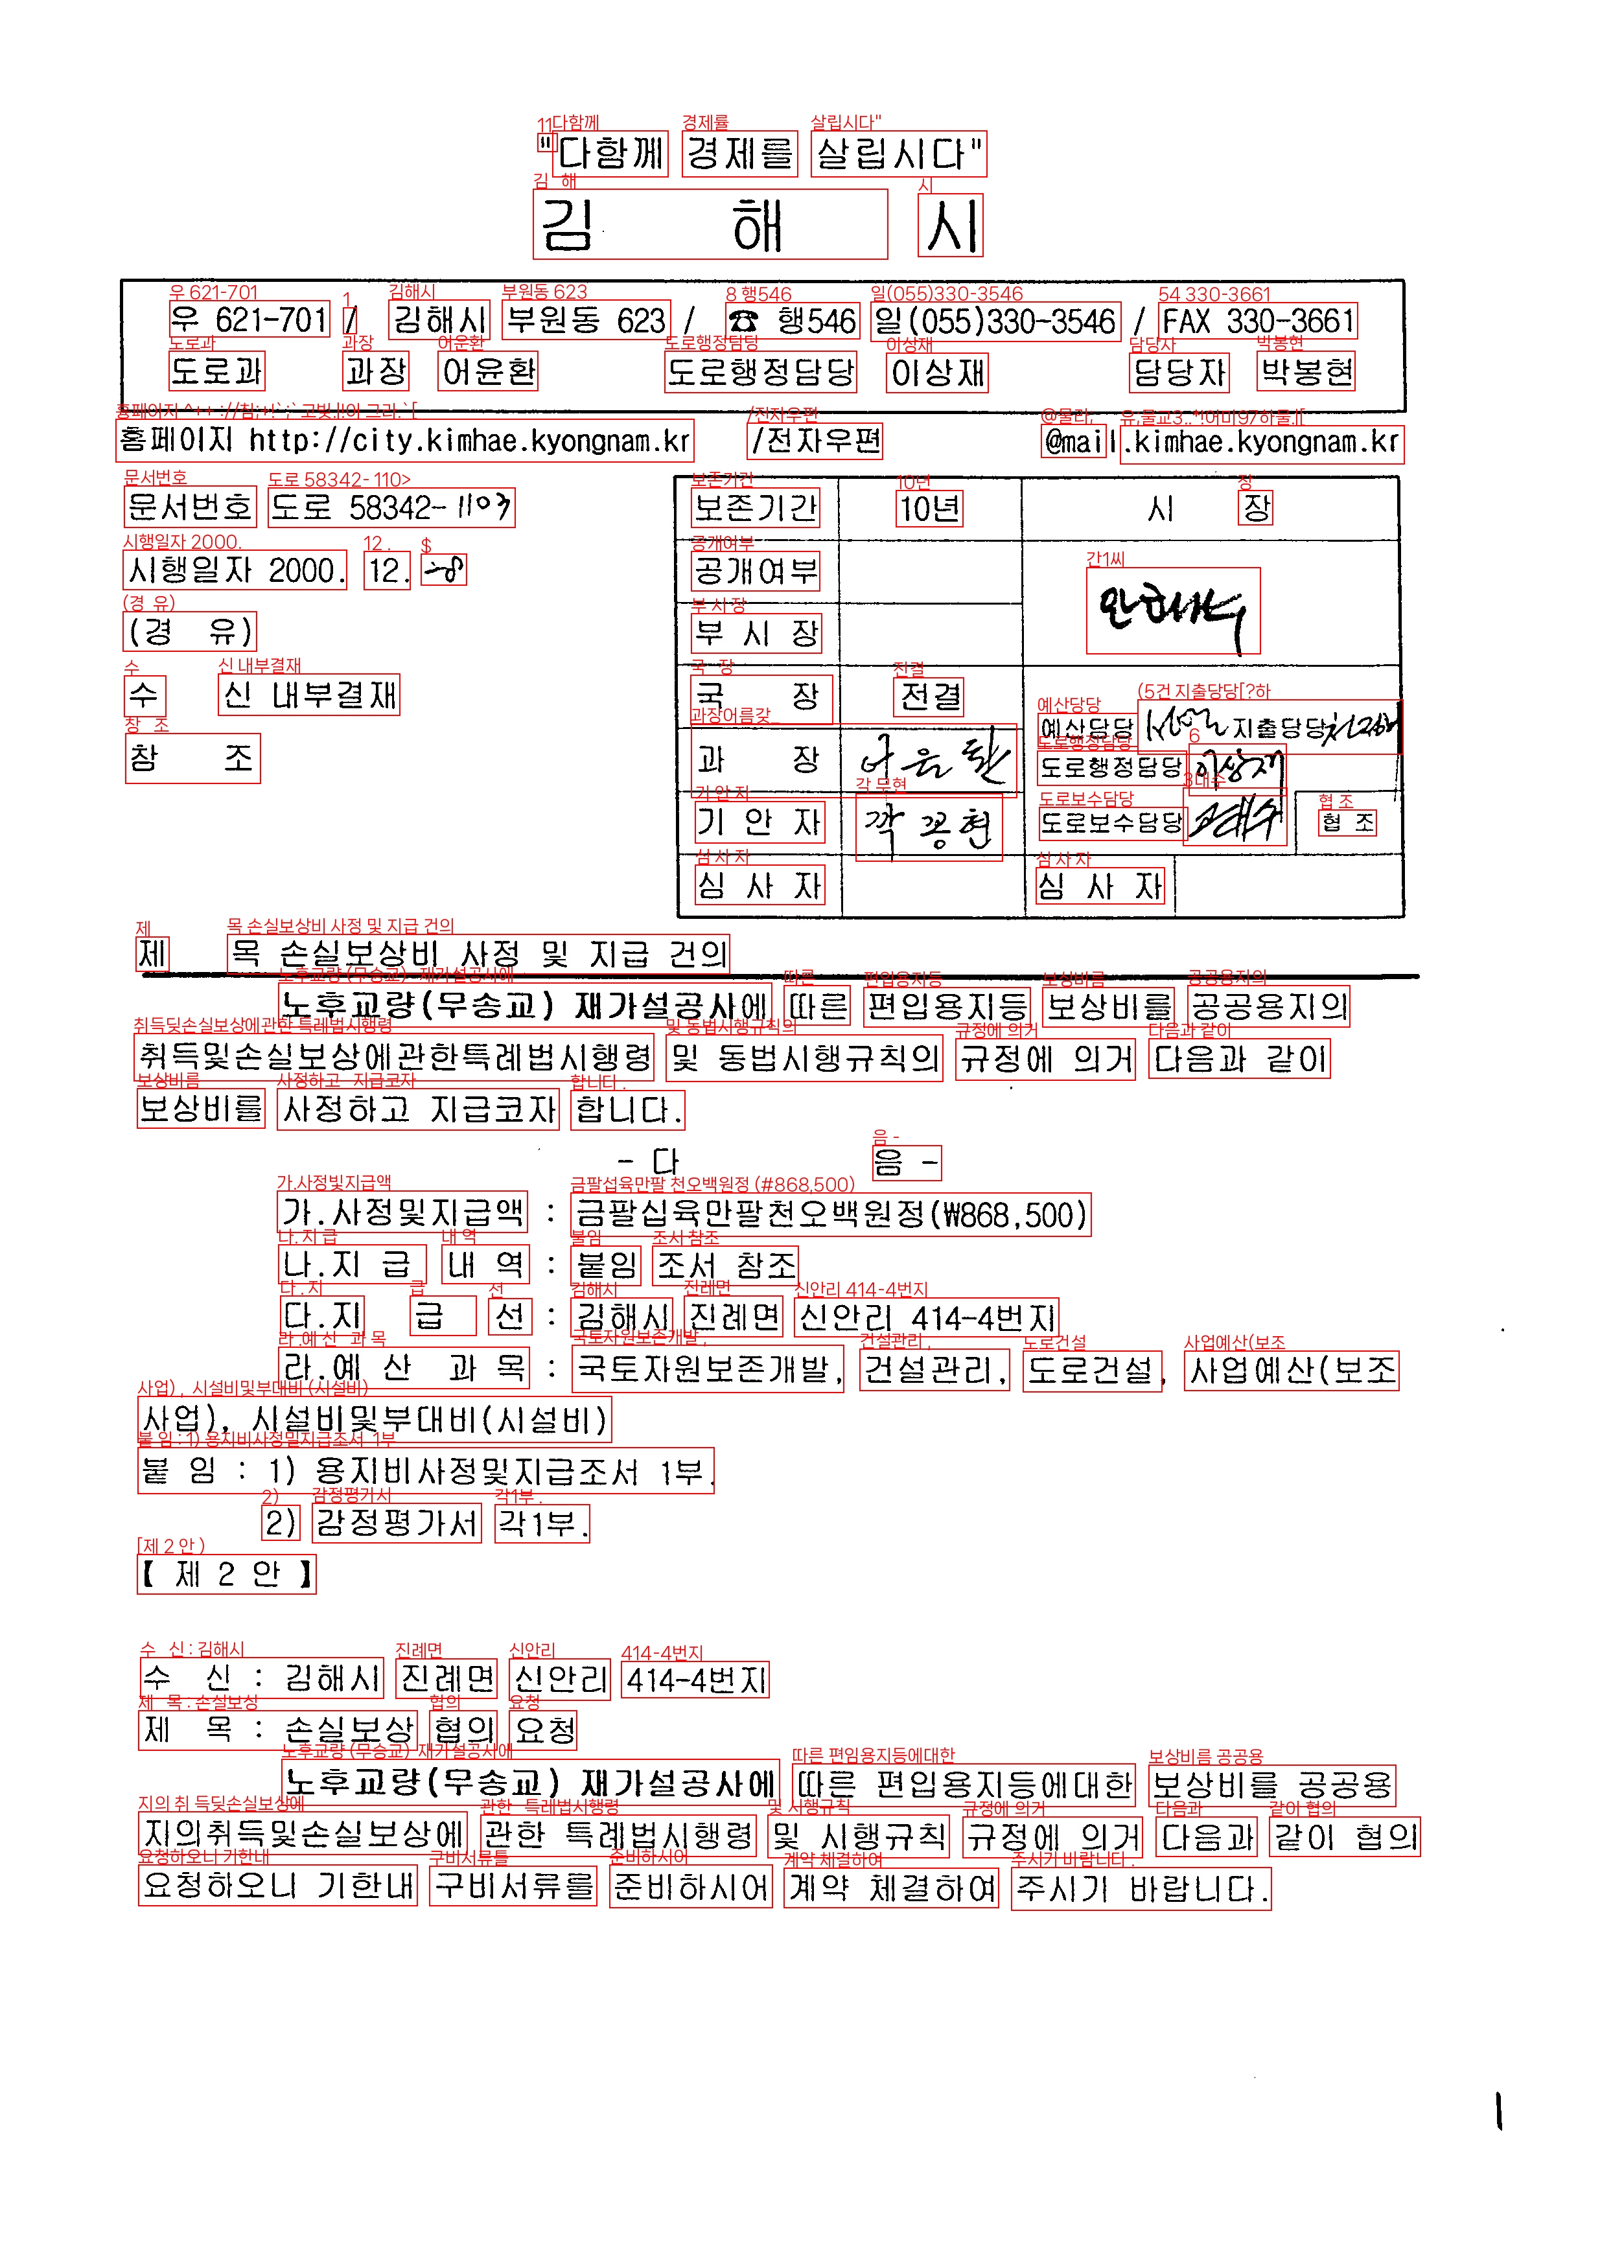 "다함께 경제를 살립시다"
김 해 시
우 621-701 / 김해시 부원동 623 / ☎ 행546 일(055)330-3546 / FAX 330-3661
도로과 과장 어윤환 도로행정담당 이상재 담당자 박봉현
홈페이지 http://city.kimhae.kyongnam.kr /전자우편 @mail.kimhae.kyongnam.kr
문서번호 도로 58342- 1103
시행일자 2000. 12. 28
(경 유)
수 신 내부결재
참 조
보존기간 10년 시 장
공개여부
부 시 장
국 장 전결
예산담당 지출담당
과 장 어윤환 도로행정담당 이상재
기 안 자 박봉현 도로보수담당 고대수 협 조
심 사 자 심 사 자
제 목 손실보상비 사정 및 지급 건의
노후교량(무송교) 재가설공사에 따른 편입용지등 보상비를 공공용지의
취득및손실보상에관한특례법시행령 및 동법시행규칙의 규정에 의거 다음과 같이
보상비를 사정하고 지급코자 합니다.
- 다 음 -
가.사정및지급액 : 금팔십육만팔천오백원정(₩868,500)
나.지 급 내 역 : 붙임 조서 참조
다.지 급 선 : 김해시 진례면 신안리 414-4번지
라.예 산 과 목 : 국토자원보존개발, 건설관리, 도로건설, 사업예산(보조
사업), 시설비및부대비(시설비)
붙 임 : 1) 용지비사정및지급조서 1부.
2) 감정평가서 각1부.
【 제 2 안 】
수 신 : 김해시 진례면 신안리 414-4번지
제 목 : 손실보상 협의 요청
노후교량(무송교) 재가설공사에 따른 편입용지등에대한 보상비를 공공용
지의취득및손실보상에 관한 특례법시행령 및 시행규칙 규정에 의거 다음과 같이 협의
요청하오니 기한내 구비서류를 준비하시어 계약 체결하여 주시기 바랍니다.